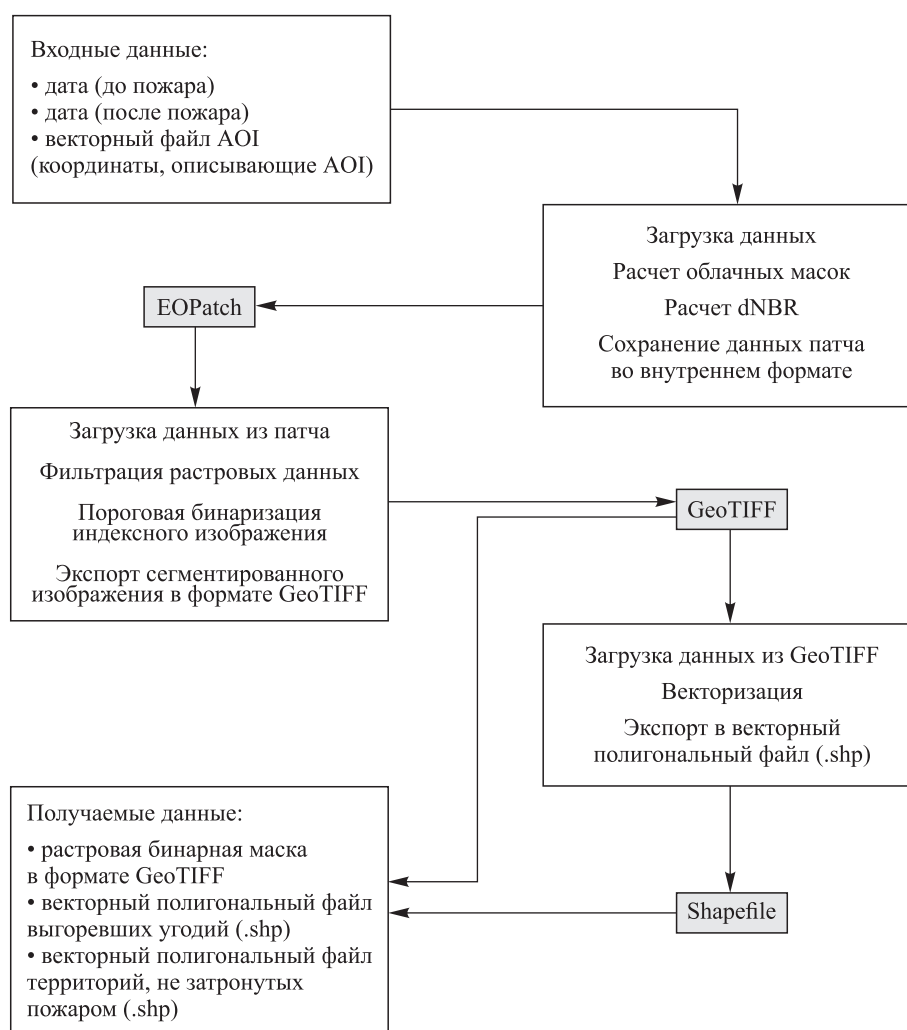 Входные данные:
• дата (до пожара)
• дата (после пожара)
• векторный файл AOI
(координаты, описывающие AOI)
Загрузка данных
Расчет облачных масок
Расчет dNBR
Сохранение данных патча
во внутреннем формате
EOPatch
Загрузка данных из патча
Фильтрация растровых данных
Пороговая бинаризация
индексного изображения
Экспорт сегментированного
изображения в формате GeoTIFF
GeoTIFF
Загрузка данных из GeoTIFF
Векторизация
Экспорт в векторный
полигональный файл (.shp)
Shapefile
Получаемые данные:
• растровая бинарная маска
в формате GeoTIFF
• векторный полигональный файл
выгоревших угодий (.shp)
• векторный полигональный файл
территорий, не затронутых
пожаром (.shp)